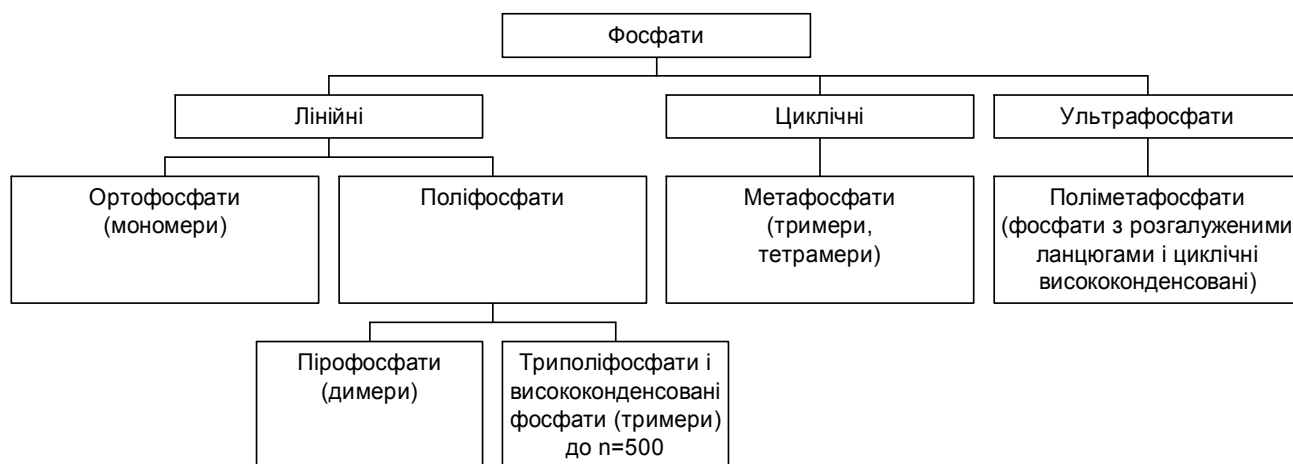 Фосфати
Лінійні
Циклічні
Ультрафосфати
Ортофосфати
(мономери)
Поліфосфати
Метафосфати
(тримери,
тетрамери)
Поліметафосфати
(фосфати з розгалуженими
ланцюгами і циклічні
висококонденсовані)
Пірофосфати
(димери)
Триполіфосфати і
висококонденсовані
фосфати (тримери)
до n=500